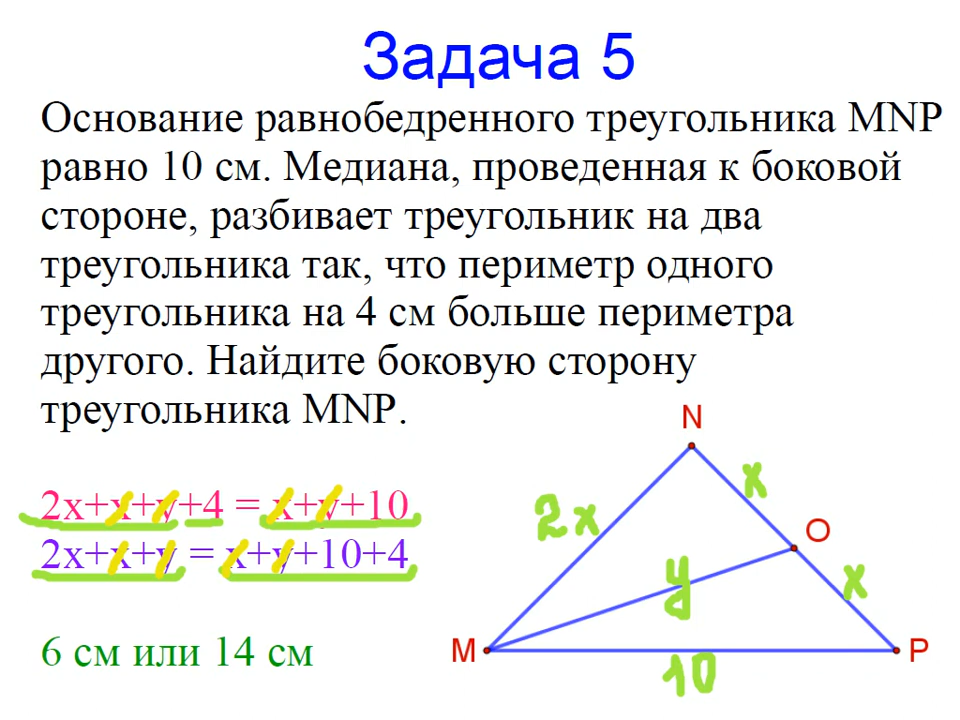 Задача 5
Основание равнобедренного треугольника MNP
равно 10 см. Медиана, проведенная к боковой
стороне, разбивает треугольник на два
треугольника так, что периметр одного
треугольника на 4 см больше периметра
другого. Найдите боковую сторону
треугольника MNP.
2x+x+y+4 = x+y+10
2x+x+y = x+y+10+4
6 см или 14 см
N
x
2x
O
y
x
M
P
10